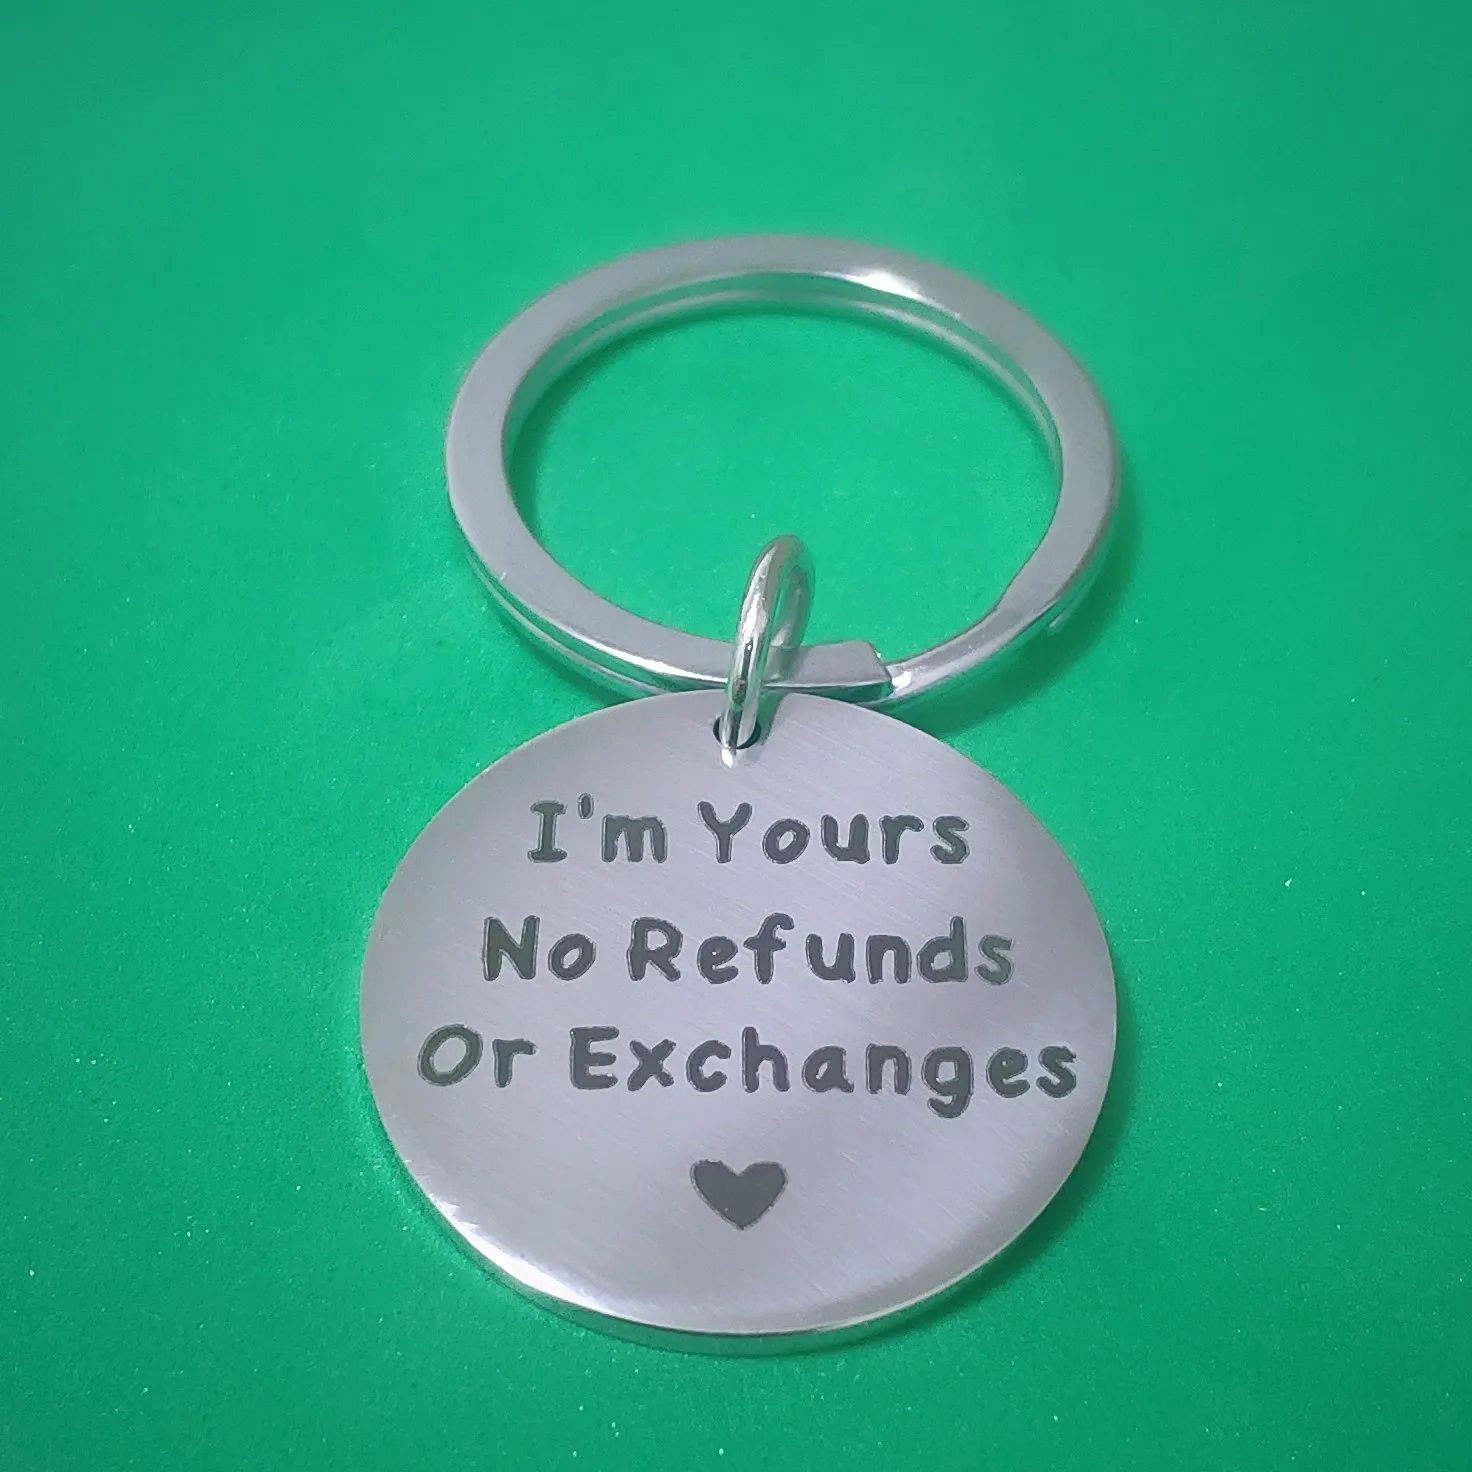 I'm Yours
No Refunds
Or Exchanges